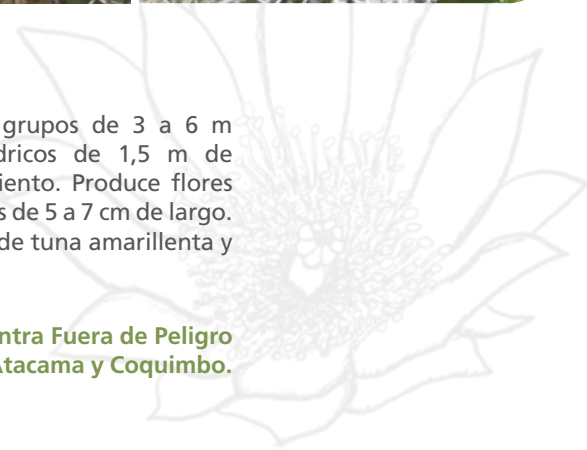 grupos de 3 a 6 m
dricos de 1,5 m de
iento. Produce flores
s de 5 a 7 cm de largo.
de tuna amarillenta y
ntra Fuera de Peligro
Atacama y Coquimbo.